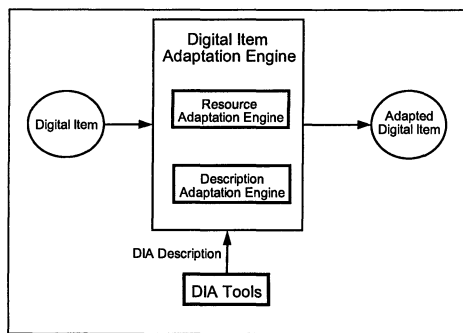 Digital Item
Adaptation Engine
Resource
Adaptation Engine
Digital Item
Adapted
Digital Item
Description
Adaptation Engine
DIA Description
DIA Tools